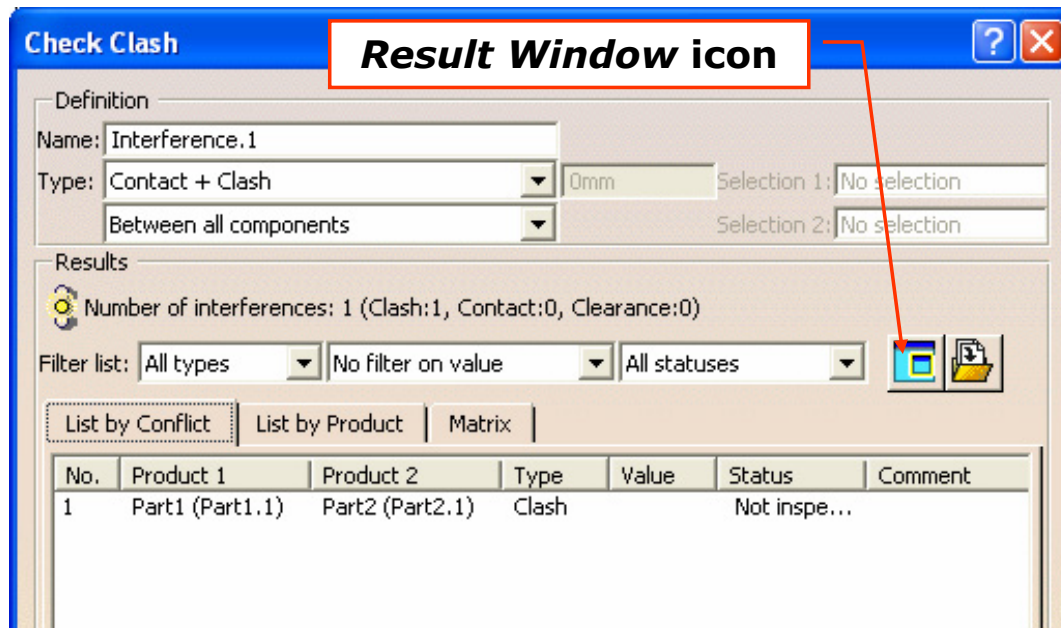 Check Clash
Result Window icon
Definition
Name: Interference.1
Type: Contact + Clash 0mm Selection 1: No selection
Between all components Selection 2: No selection
Results
Number of interferences: 1 (Clash:1, Contact:0, Clearance:0)
Filter list: All types No filter on value All statuses
List by Conflict List by Product Matrix
No. Product 1 Product 2 Type Value Status Comment
1 Part1 (Part1.1) Part2 (Part2.1) Clash Not inspe...